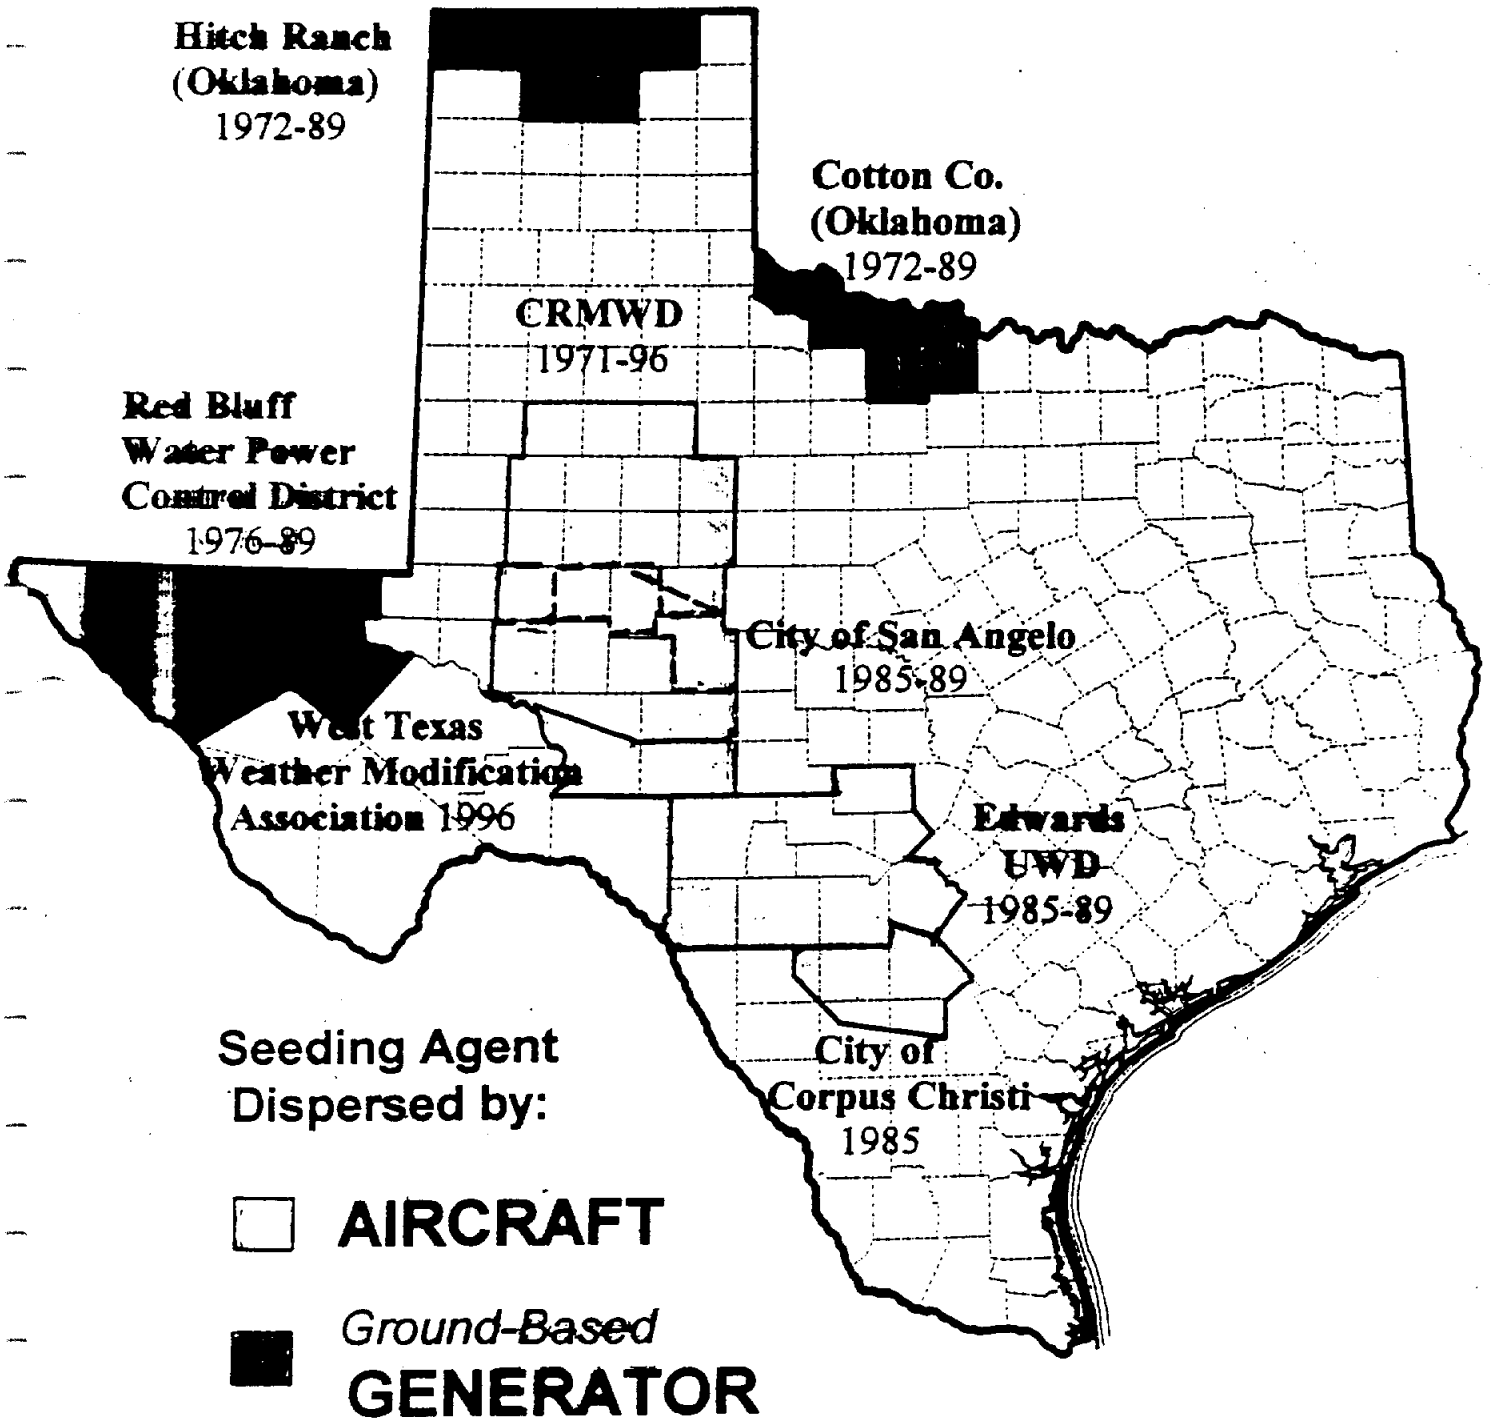 Hitch Ranch
(Oklahoma)
1972-89
Cotton Co.
(Oklahoma)
1972-89
CRMWD
1971-96
Red Bluff
Water Power
Control District
1976-89
City of San Angelo
1985-89
West Texas
Weather Modification
Association 1996
Edwards
UWD
1985-89
City of
Corpus Christi
1985
Seeding Agent
Dispersed by:
AIRCRAFT
Ground-Based
GENERATOR